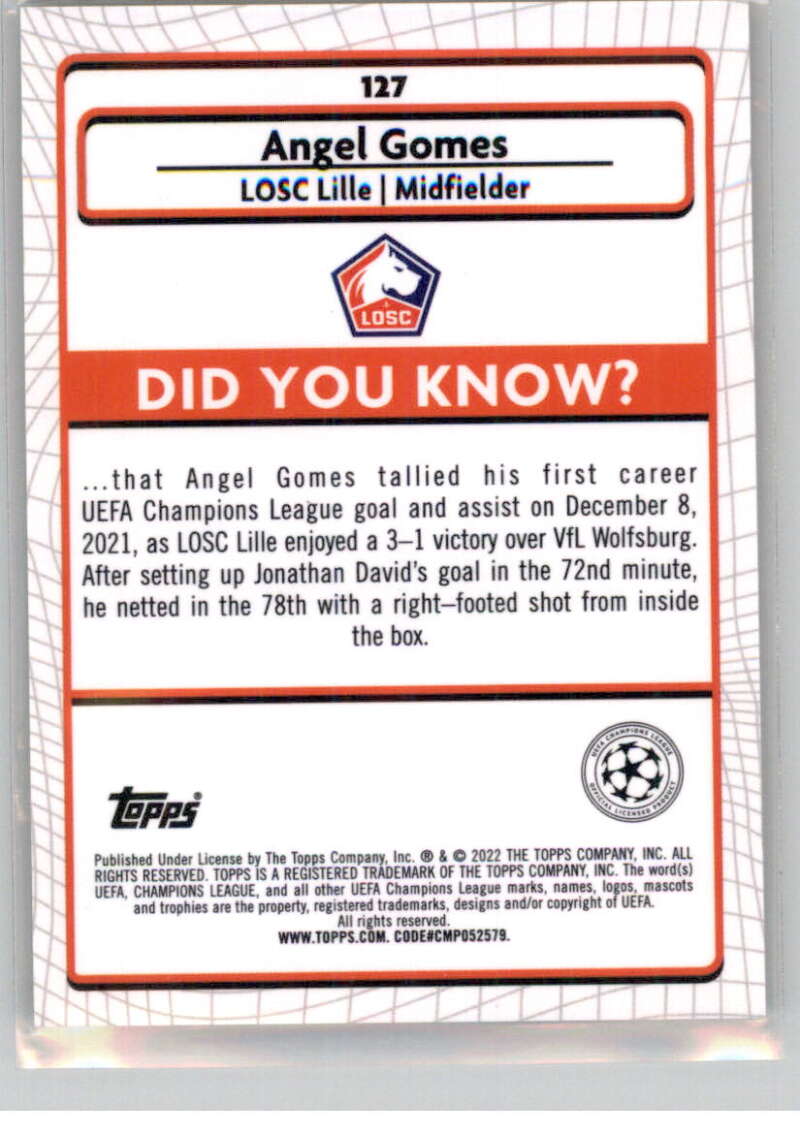 127
Angel Gomes
LOSC Lille | Midfielder
LOSC
DID YOU KNOW?
...that Angel Gomes tallied his first career
UEFA Champions League goal and assist on December 8,
2021, as LOSC Lille enjoyed a 3–1 victory over VfL Wolfsburg.
After setting up Jonathan David's goal in the 72nd minute,
he netted in the 78th with a right–footed shot from inside
the box.
UEFA CHAMPIONS LEAGUE
OFFICIAL LICENSED PRODUCT
Topps®
Published Under License by The Topps Company, Inc. ® & © 2022 THE TOPPS COMPANY, INC. ALL
RIGHTS RESERVED. TOPPS IS A REGISTERED TRADEMARK OF THE TOPPS COMPANY, INC. The word(s)
UEFA, CHAMPIONS LEAGUE, and all other UEFA Champions League marks, names, logos, mascots
and trophies are the property, registered trademarks, designs and/or copyright of UEFA.
All rights reserved.
WWW.TOPPS.COM. CODE#CMP052579.